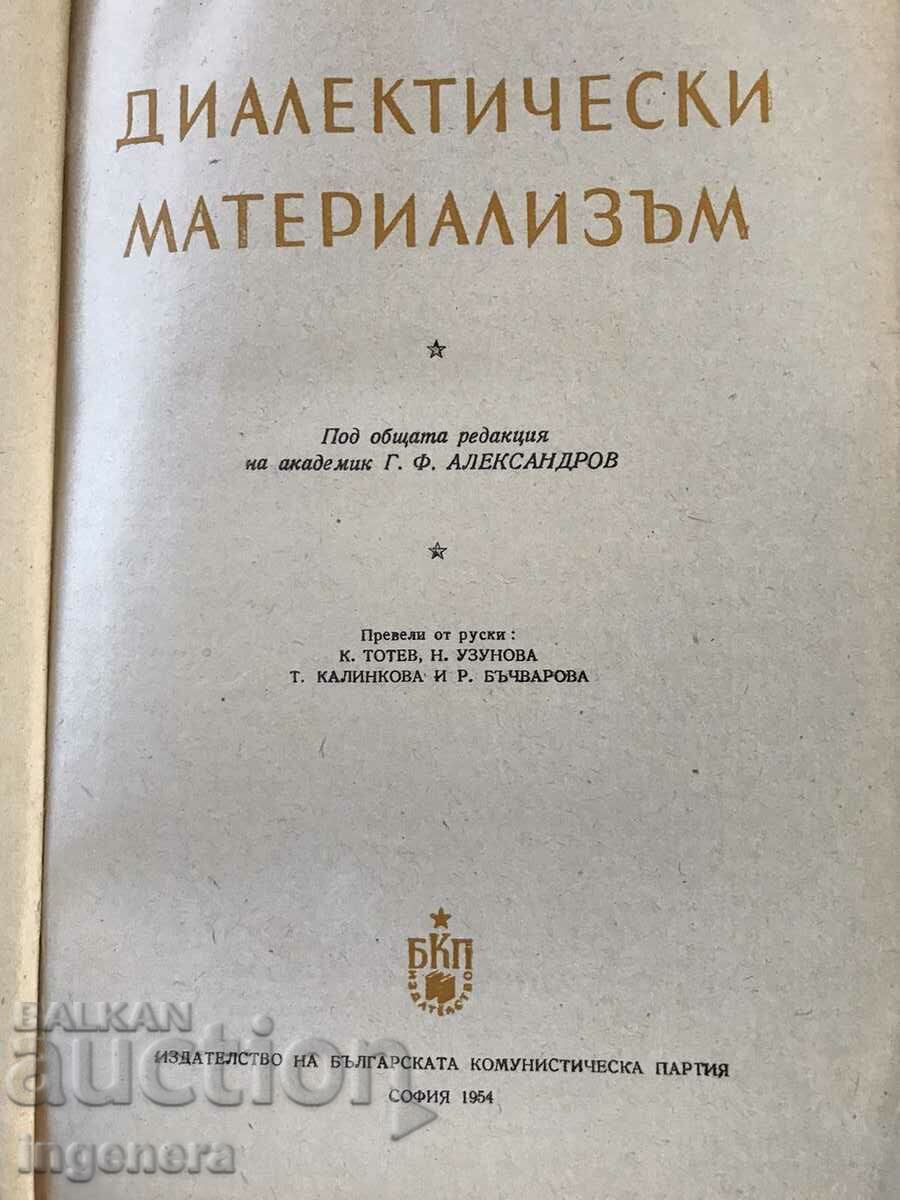 ДИАЛЕКТИЧЕСКИ
МАТЕРИАЛИЗЪМ
Под общата редакция
на академик Г. Ф. АЛЕКСАНДРОВ
Превели от руски :
К. ТОТЕВ, Н. УЗУНОВА
Т. КАЛИНКОВА И Р. БЪЧВАРОВА
БКП
ИЗДАТЕЛСТВО
ИЗДАТЕЛСТВО НА БЪЛГАРСКАТА КОМУНИСТИЧЕСКА ПАРТИЯ
СОФИЯ 1954
BALKAN
auction
ingenera